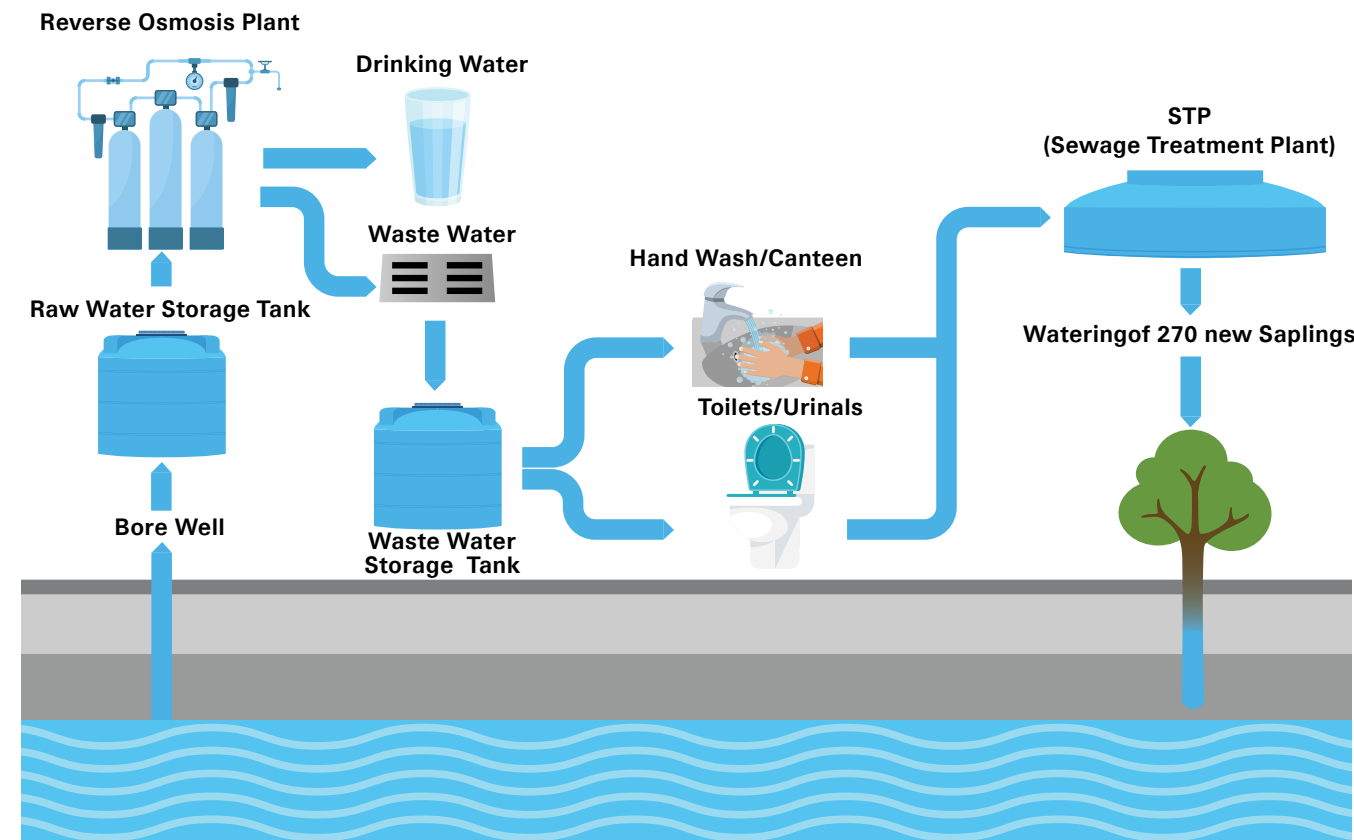 Reverse Osmosis Plant
Drinking Water
STP
(Sewage Treatment Plant)
Waste Water
Hand Wash/Canteen
Raw Water Storage Tank
Wateringof 270 new Saplings
Toilets/Urinals
Bore Well
Waste Water
Storage Tank